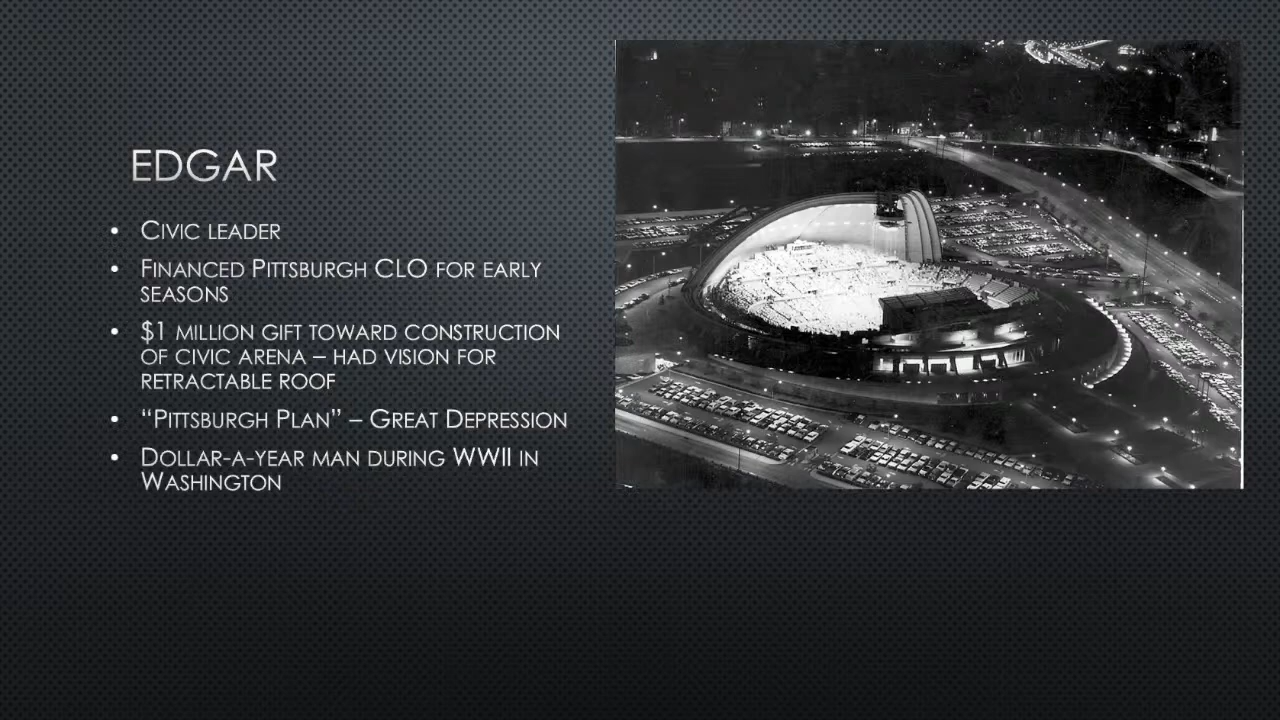 EDGAR
• CIVIC LEADER
• FINANCED PITTSBURGH CLO FOR EARLY
SEASONS
• $1 MILLION GIFT TOWARD CONSTRUCTION
OF CIVIC ARENA – HAD VISION FOR
RETRACTABLE ROOF
• “PITTSBURGH PLAN” – GREAT DEPRESSION
• DOLLAR-A-YEAR MAN DURING WWII IN
WASHINGTON